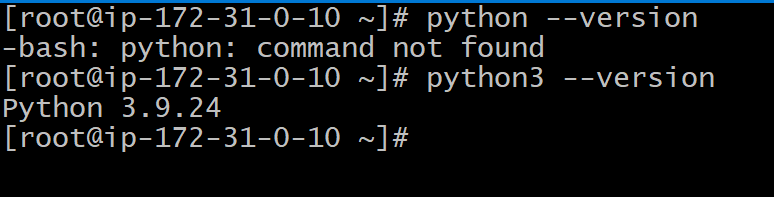 [root@ip-172-31-0-10 ~]# python --version
-bash: python: command not found
[root@ip-172-31-0-10 ~]# python3 --version
Python 3.9.24
[root@ip-172-31-0-10 ~]#